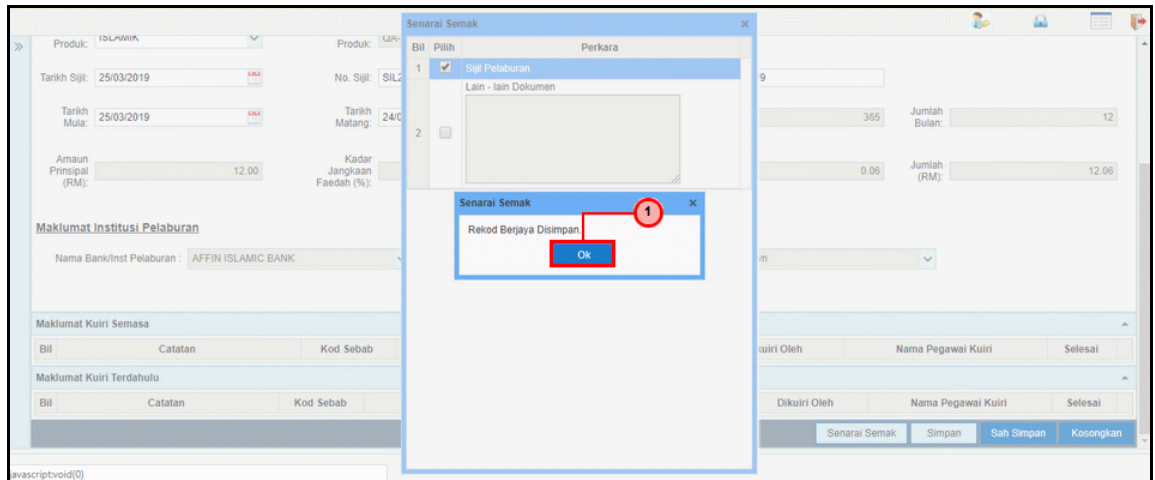 Senarai Semak
Produk: ISLAMIK Produk:
Bil Pilih Perkara
1 Sijil Pelaburan
Tarikh Sijil: 25/03/2019 No. Sijil:
Lain - lain Dokumen
2
Tarikh Mula: 25/03/2019 Tarikh Matang: 365 Jumlah Bulan: 12
Amaun Prinsipal (RM): 12.00 Kadar Jangkaan Faedah (%): 0.06 Jumlah (RM): 12.06
Senarai Semak
1
Rekod Berjaya Disimpan.
Ok
Maklumat Institusi Pelaburan
Nama Bank/Inst Pelaburan : AFFIN ISLAMIC BANK
Maklumat Kuiri Semasa
Bil Catatan Kod Sebab Nama Pegawai Kuiri Selesai
Maklumat Kuiri Terdahulu
Bil Catatan Kod Sebab Dikuiri Oleh Nama Pegawai Kuiri Selesai
Senarai Semak Simpan Sah Simpan Kosongkan
avascript:void(0)